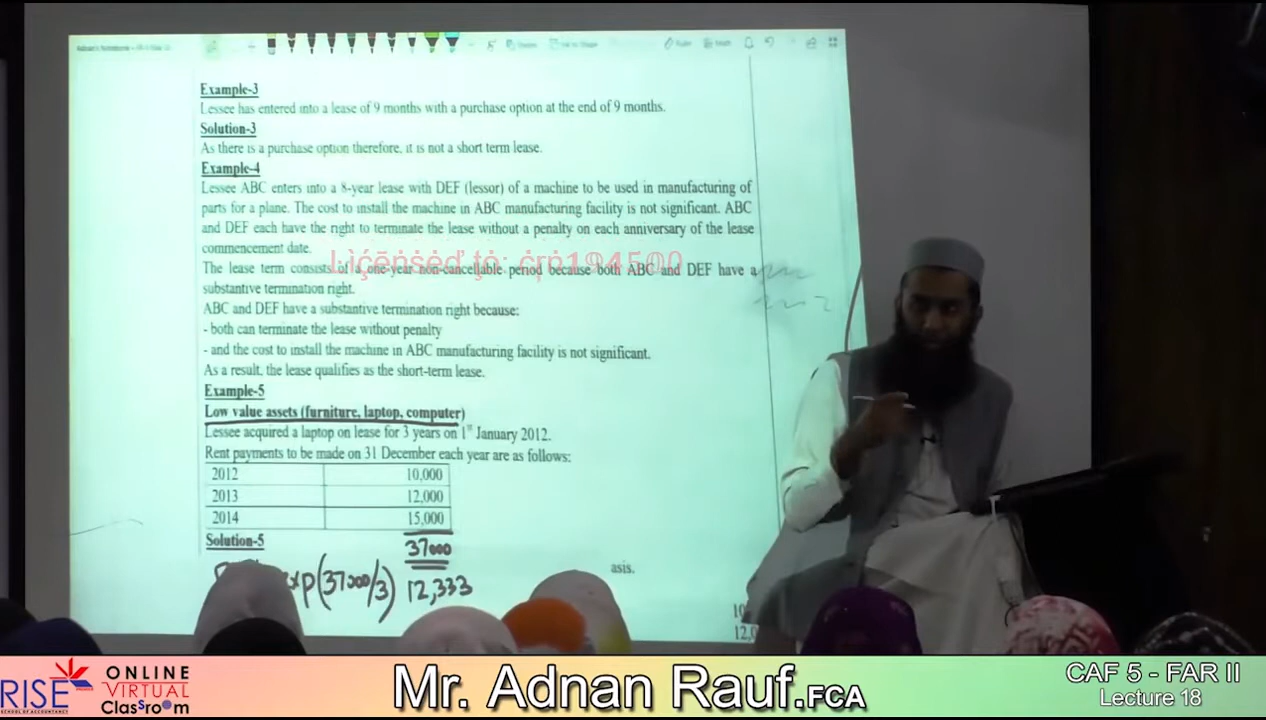 Example-3
Lessee has entered into a lease of 9 months with a purchase option at the end of 9 months.
Solution-3
As there is a purchase option therefore, it is not a short term lease.
Example-4
Lessee ABC enters into a 8-year lease with DEF (lessor) of a machine to be used in manufacturing of
parts for a plane. The cost to install the machine in ABC manufacturing facility is not significant. ABC
and DEF each have the right to terminate the lease without a penalty on each anniversary of the lease
commencement date.
The lease term consists of a one-year non-cancellable period because both ABC and DEF have a
substantive termination right.
ABC and DEF have a substantive termination right because:
- both can terminate the lease without penalty
- and the cost to install the machine in ABC manufacturing facility is not significant.
As a result, the lease qualifies as the short-term lease.
Example-5
Low value assets (furniture, laptop, computer)
Lessee acquired a laptop on lease for 3 years on 1st January 2012.
Rent payments to be made on 31 December each year are as follows:
2012 10,000
2013 12,000
2014 15,000
37000
Solution-5
(37000/3) 12,333
RISE
ONLINE
VIRTUAL
ClassRoom
Mr. Adnan Rauf.FCA
CAF 5 - FAR II
Lecture 18